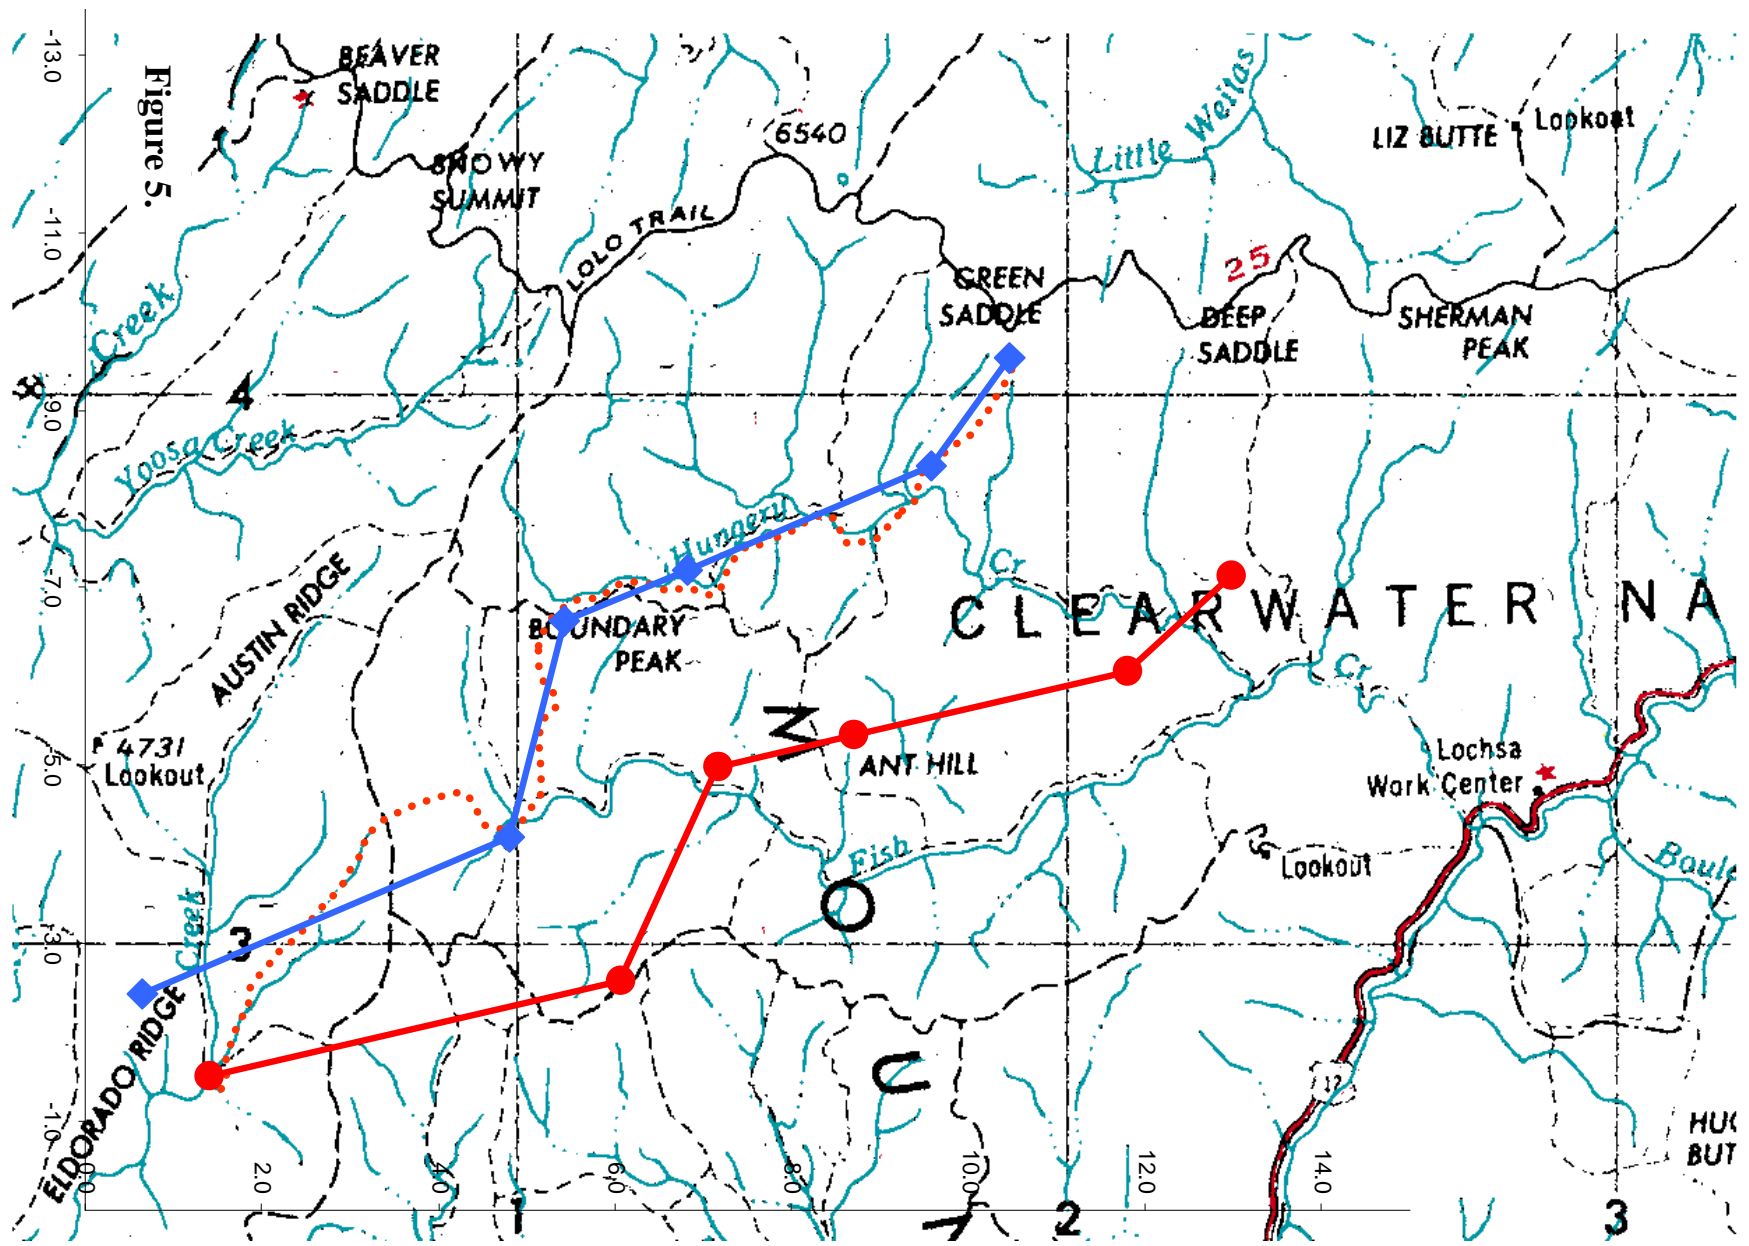 -13.0
BEAVER
SADDLE
Figure 5.
6540
SNOWY
SUMMIT
Little Weitas
LIZ BUTTE
Lookout
-11.0
LOLO TRAIL
GREEN
SADDLE
25
DEEP
SADDLE
SHERMAN
PEAK
Creek
4
-9.0
Yoosa Creek
Hungery
Cr
-7.0
AUSTIN RIDGE
CLEARWATER NA
BOUNDARY
PEAK
Cr
4731
Lookout
-5.0
M
ANT HILL
Lochsa
Work Center
Fish
Lookout
O
Creek
3
-3.0
ELDORADO RIDGE
U
12
-1.0
0.0
2.0
4.0
6.0
8.0
10.0
12.0
14.0
1
2
3